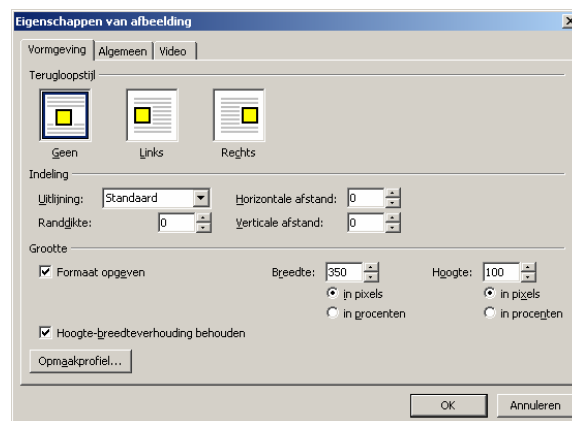 Eigenschappen van afbeelding
Vormgeving Algemeen Video
Terugloopstijl
Geen Links Rechts
Indeling
Uitlijning: Standaard Horizontale afstand: 0
Randdikte: 0 Verticale afstand: 0
Grootte
Formaat opgeven Breedte: 350 Hoogte: 100
in pixels in pixels
in procenten in procenten
Hoogte-breedteverhouding behouden
Opmaakprofiel...
OK Annuleren